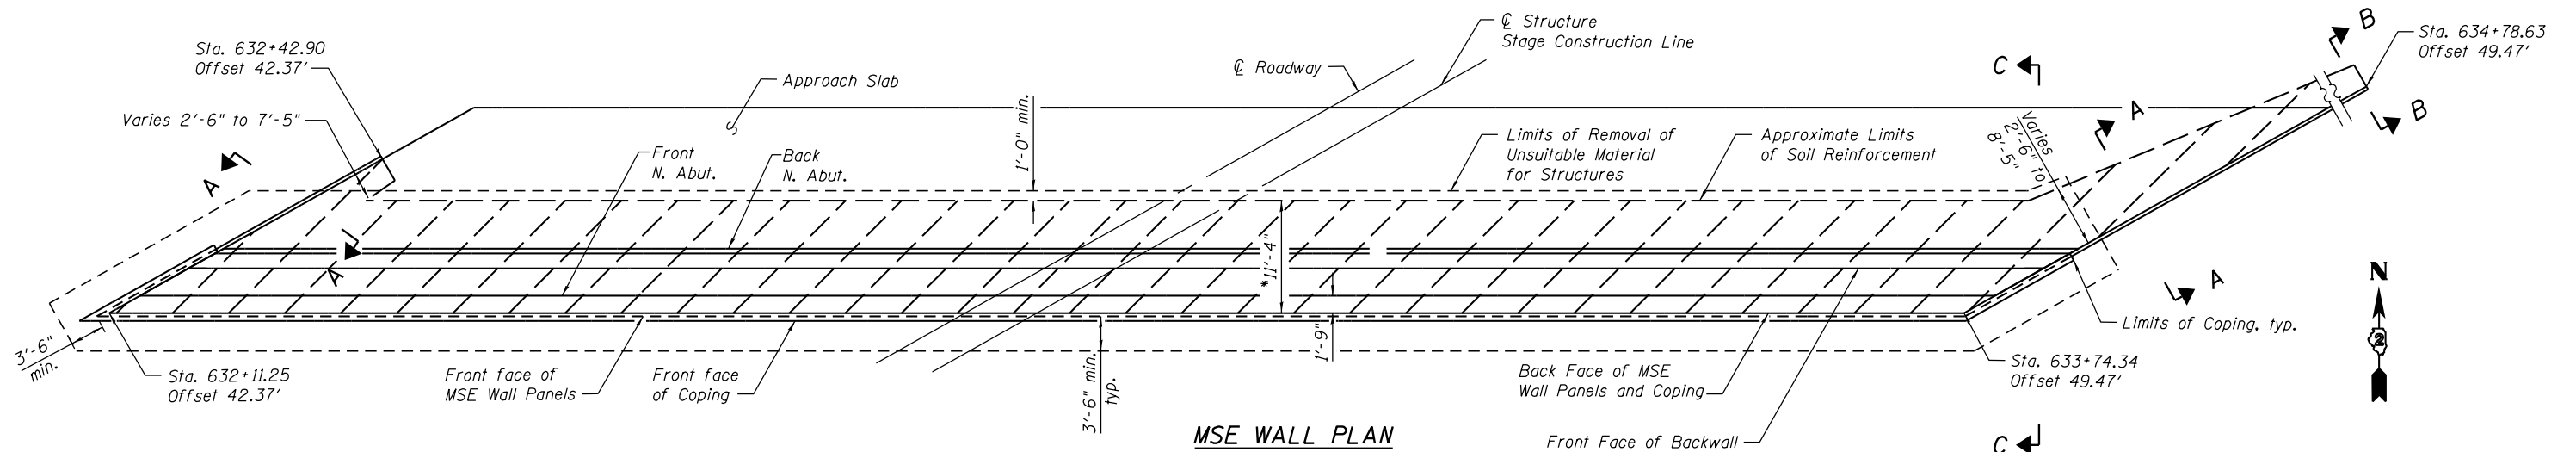 Sta. 632+42.90
Offset 42.37'
Varies 2'-6" to 7'-5"
A
Approach Slab
Front
N. Abut.
Back
N. Abut.
1'-0" min.
℄ Roadway
℄ Structure
Stage Construction Line
Limits of Removal of
Unsuitable Material
for Structures
Approximate Limits
of Soil Reinforcement
C
B
Sta. 634+78.63
Offset 49.47'
A
B
Varies
2'-6" to
8'-5"
A
*11'-4"
A
N
2
Limits of Coping, typ.
3'-6"
min.
Sta. 632+11.25
Offset 42.37'
Front face of
MSE Wall Panels
Front face
of Coping
3'-6" min.
typ.
1'-9"
Back Face of MSE
Wall Panels and Coping
Sta. 633+74.34
Offset 49.47'
MSE WALL PLAN
Front Face of Backwall
C